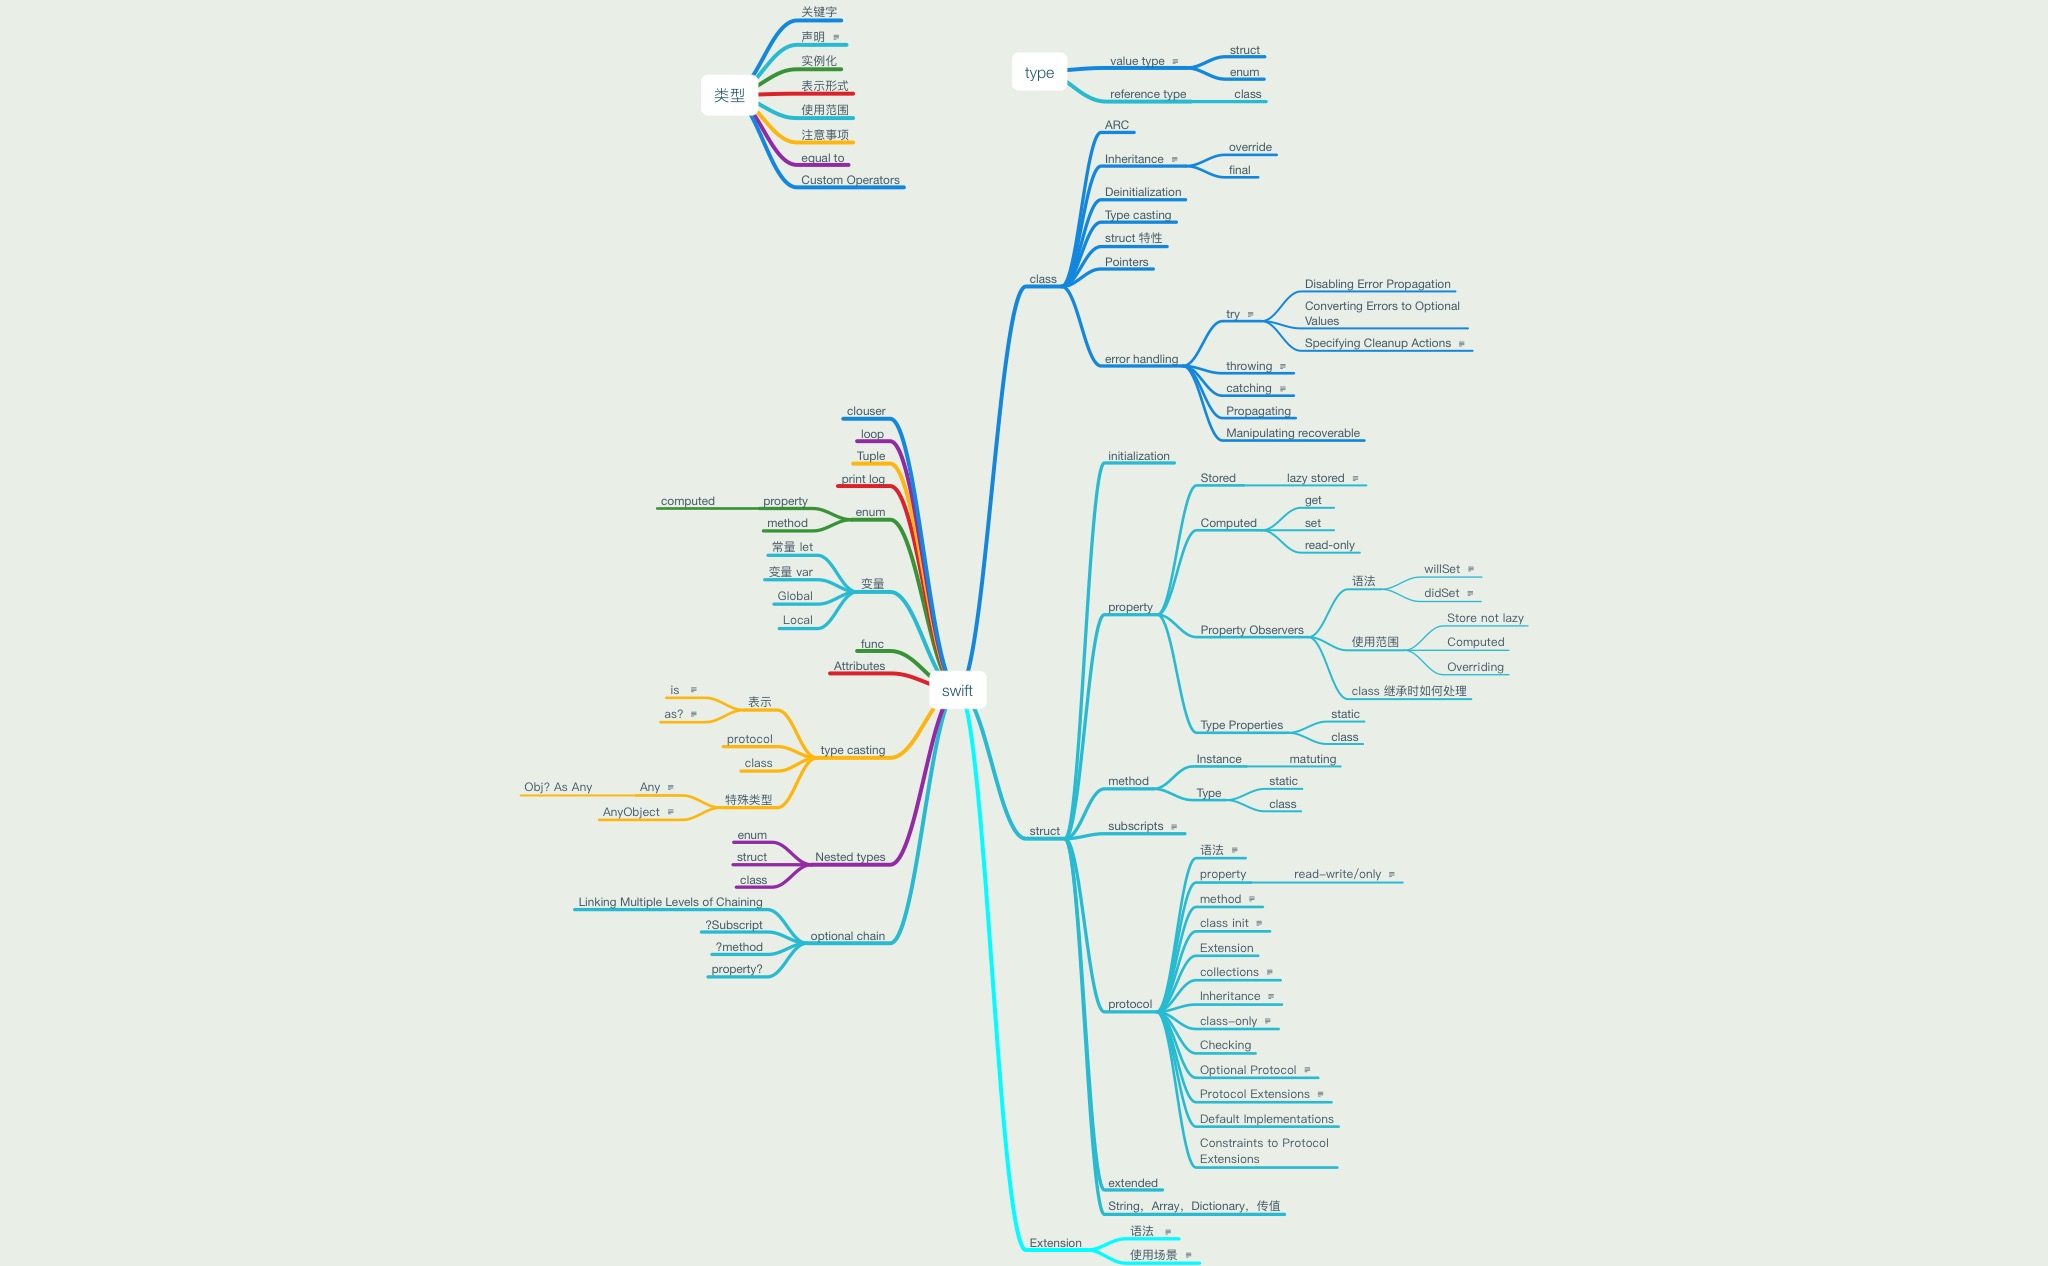 关键字
声明
实例化
类型
表示形式
使用范围
注意事项
equal to
Custom Operators
type
value type
struct
enum
reference type
class
class
ARC
Inheritance
override
final
Deinitialization
Type casting
struct 特性
Pointers
error handling
try
Disabling Error Propagation
Converting Errors to Optional
Values
Specifying Cleanup Actions
throwing
catching
Propagating
Manipulating recoverable
clouser
loop
Tuple
print log
enum
property
computed
method
变量
常量 let
变量 var
Global
Local
func
Attributes
swift
type casting
表示
is
as?
protocol
class
特殊类型
Any
Obj? As Any
AnyObject
Nested types
enum
struct
class
optional chain
Linking Multiple Levels of Chaining
?Subscript
?method
property?
struct
initialization
property
Stored
lazy stored
Computed
get
set
read-only
Property Observers
语法
willSet
didSet
使用范围
Store not lazy
Computed
Overriding
class 继承时如何处理
Type Properties
static
class
method
Instance
matuting
Type
static
class
subscripts
protocol
语法
property
read-write/only
method
class init
Extension
collections
Inheritance
class-only
Checking
Optional Protocol
Protocol Extensions
Default Implementations
Constraints to Protocol
Extensions
extended
String，Array，Dictionary，传值
Extension
语法
使用场景